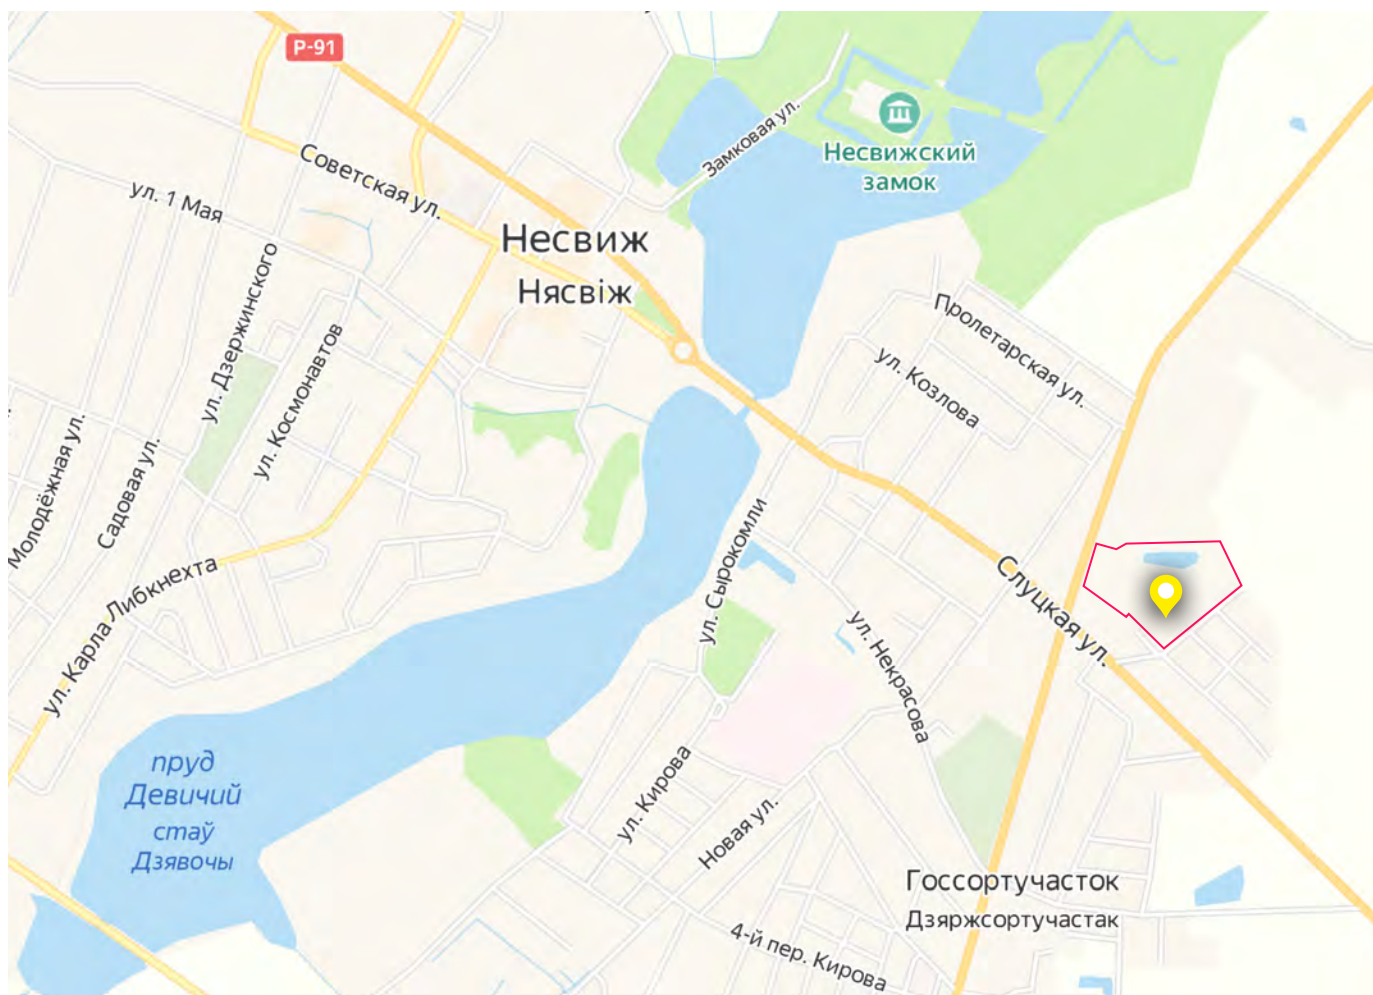 Р-91
Замковая ул.
Несвижский
замок
Советская ул.
ул. 1 Мая
Несвиж
Нясвіж
ул. Дзержинского
ул. Космонавтов
Пролетарская ул.
ул. Козлова
Молодёжная ул.
Садовая ул.
ул. Карла Либкнехта
ул. Сырокомли
Слуцкая ул.
ул. Некрасова
пруд
Девичий
стаў
Дзявочы
ул. Кирова
Новая ул.
Госсортучасток
Дзяржсортучастак
4-й пер. Кирова